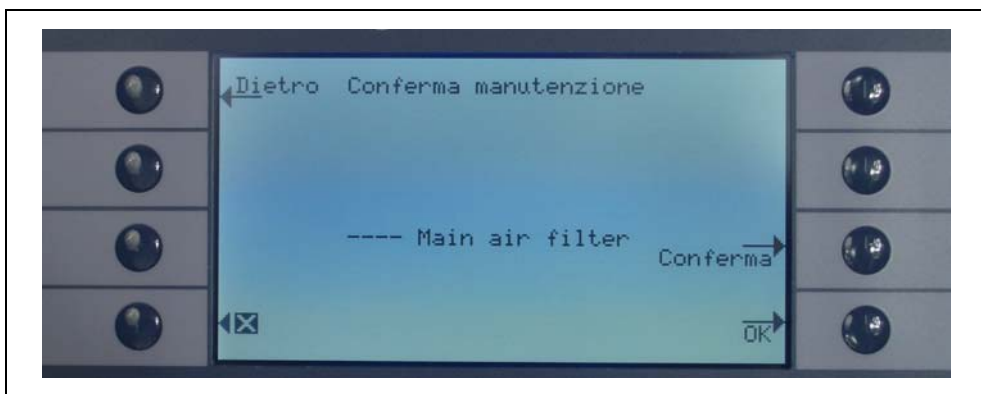 Dietro Conferma manutenzione
---- Main air filter
Conferma
OK